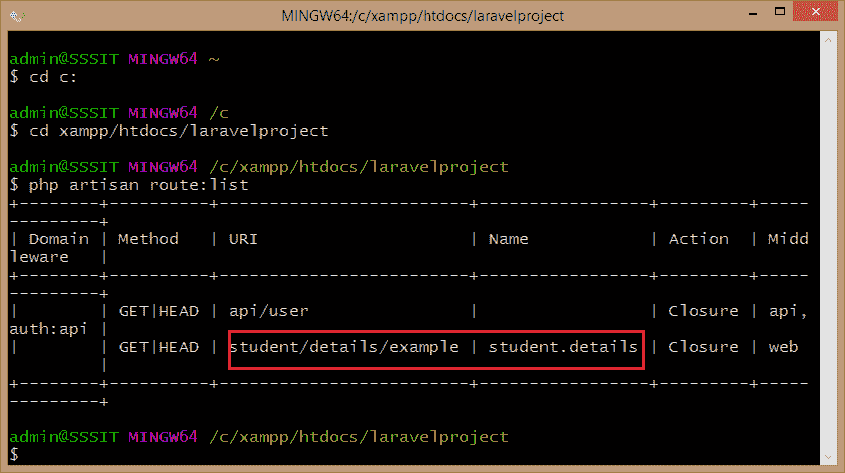 MINGW64:/c/xampp/htdocs/laravelproject
admin@SSSIT MINGW64 ~
$ cd c:
admin@SSSIT MINGW64 /c
$ cd xampp/htdocs/laravelproject
admin@SSSIT MINGW64 /c/xampp/htdocs/laravelproject
$ php artisan route:list
+--------+----------+--------------------------+-----------------+---------+-----
---------+
| Domain | Method   | URI                      | Name            | Action  | Midd
leware   |
+--------+----------+--------------------------+-----------------+---------+-----
---------+
|        | GET|HEAD | api/user                 |                 | Closure | api,
auth:api |
|        | GET|HEAD | student/details/example  | student.details | Closure | web
         |
+--------+----------+--------------------------+-----------------+---------+-----
---------+
admin@SSSIT MINGW64 /c/xampp/htdocs/laravelproject
$